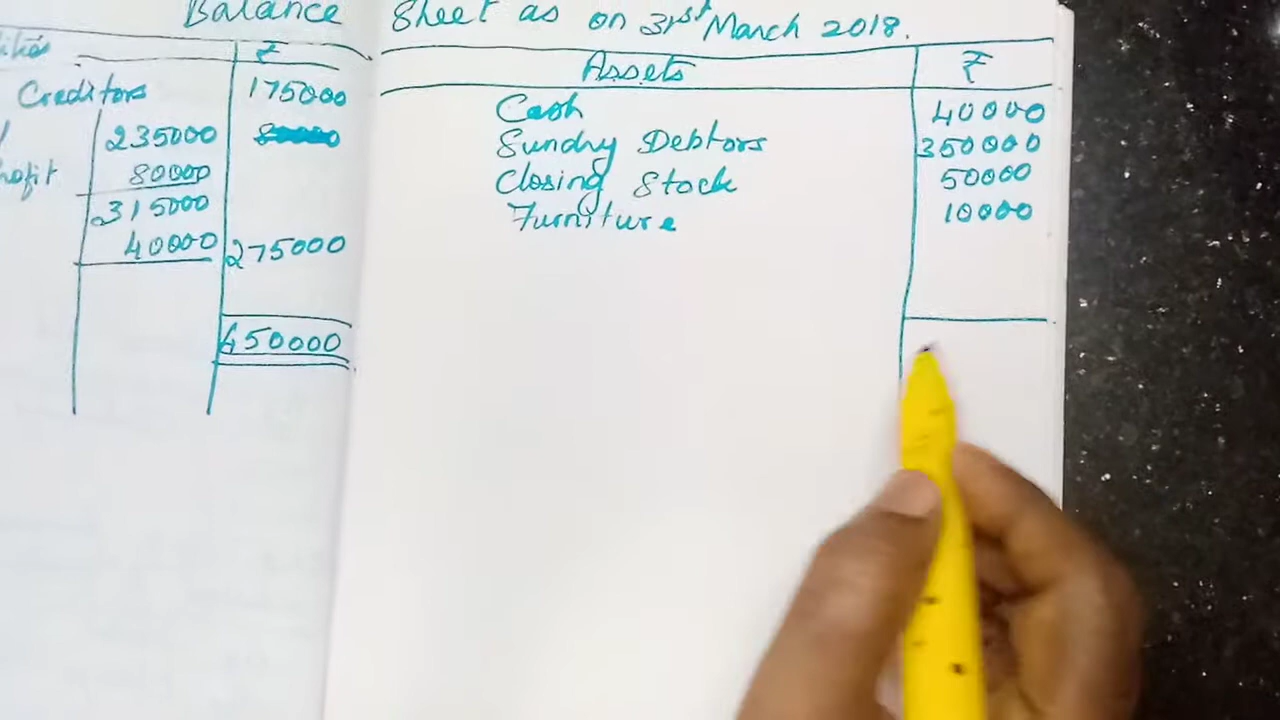 Balance Sheet as on 31st March 2018.
₹ Assets ₹
Creditors 175000
235000
80000
315000
40000 275000
450000
Cash 40000
Sundry Debtors 350000
Closing Stock 50000
Furniture 10000